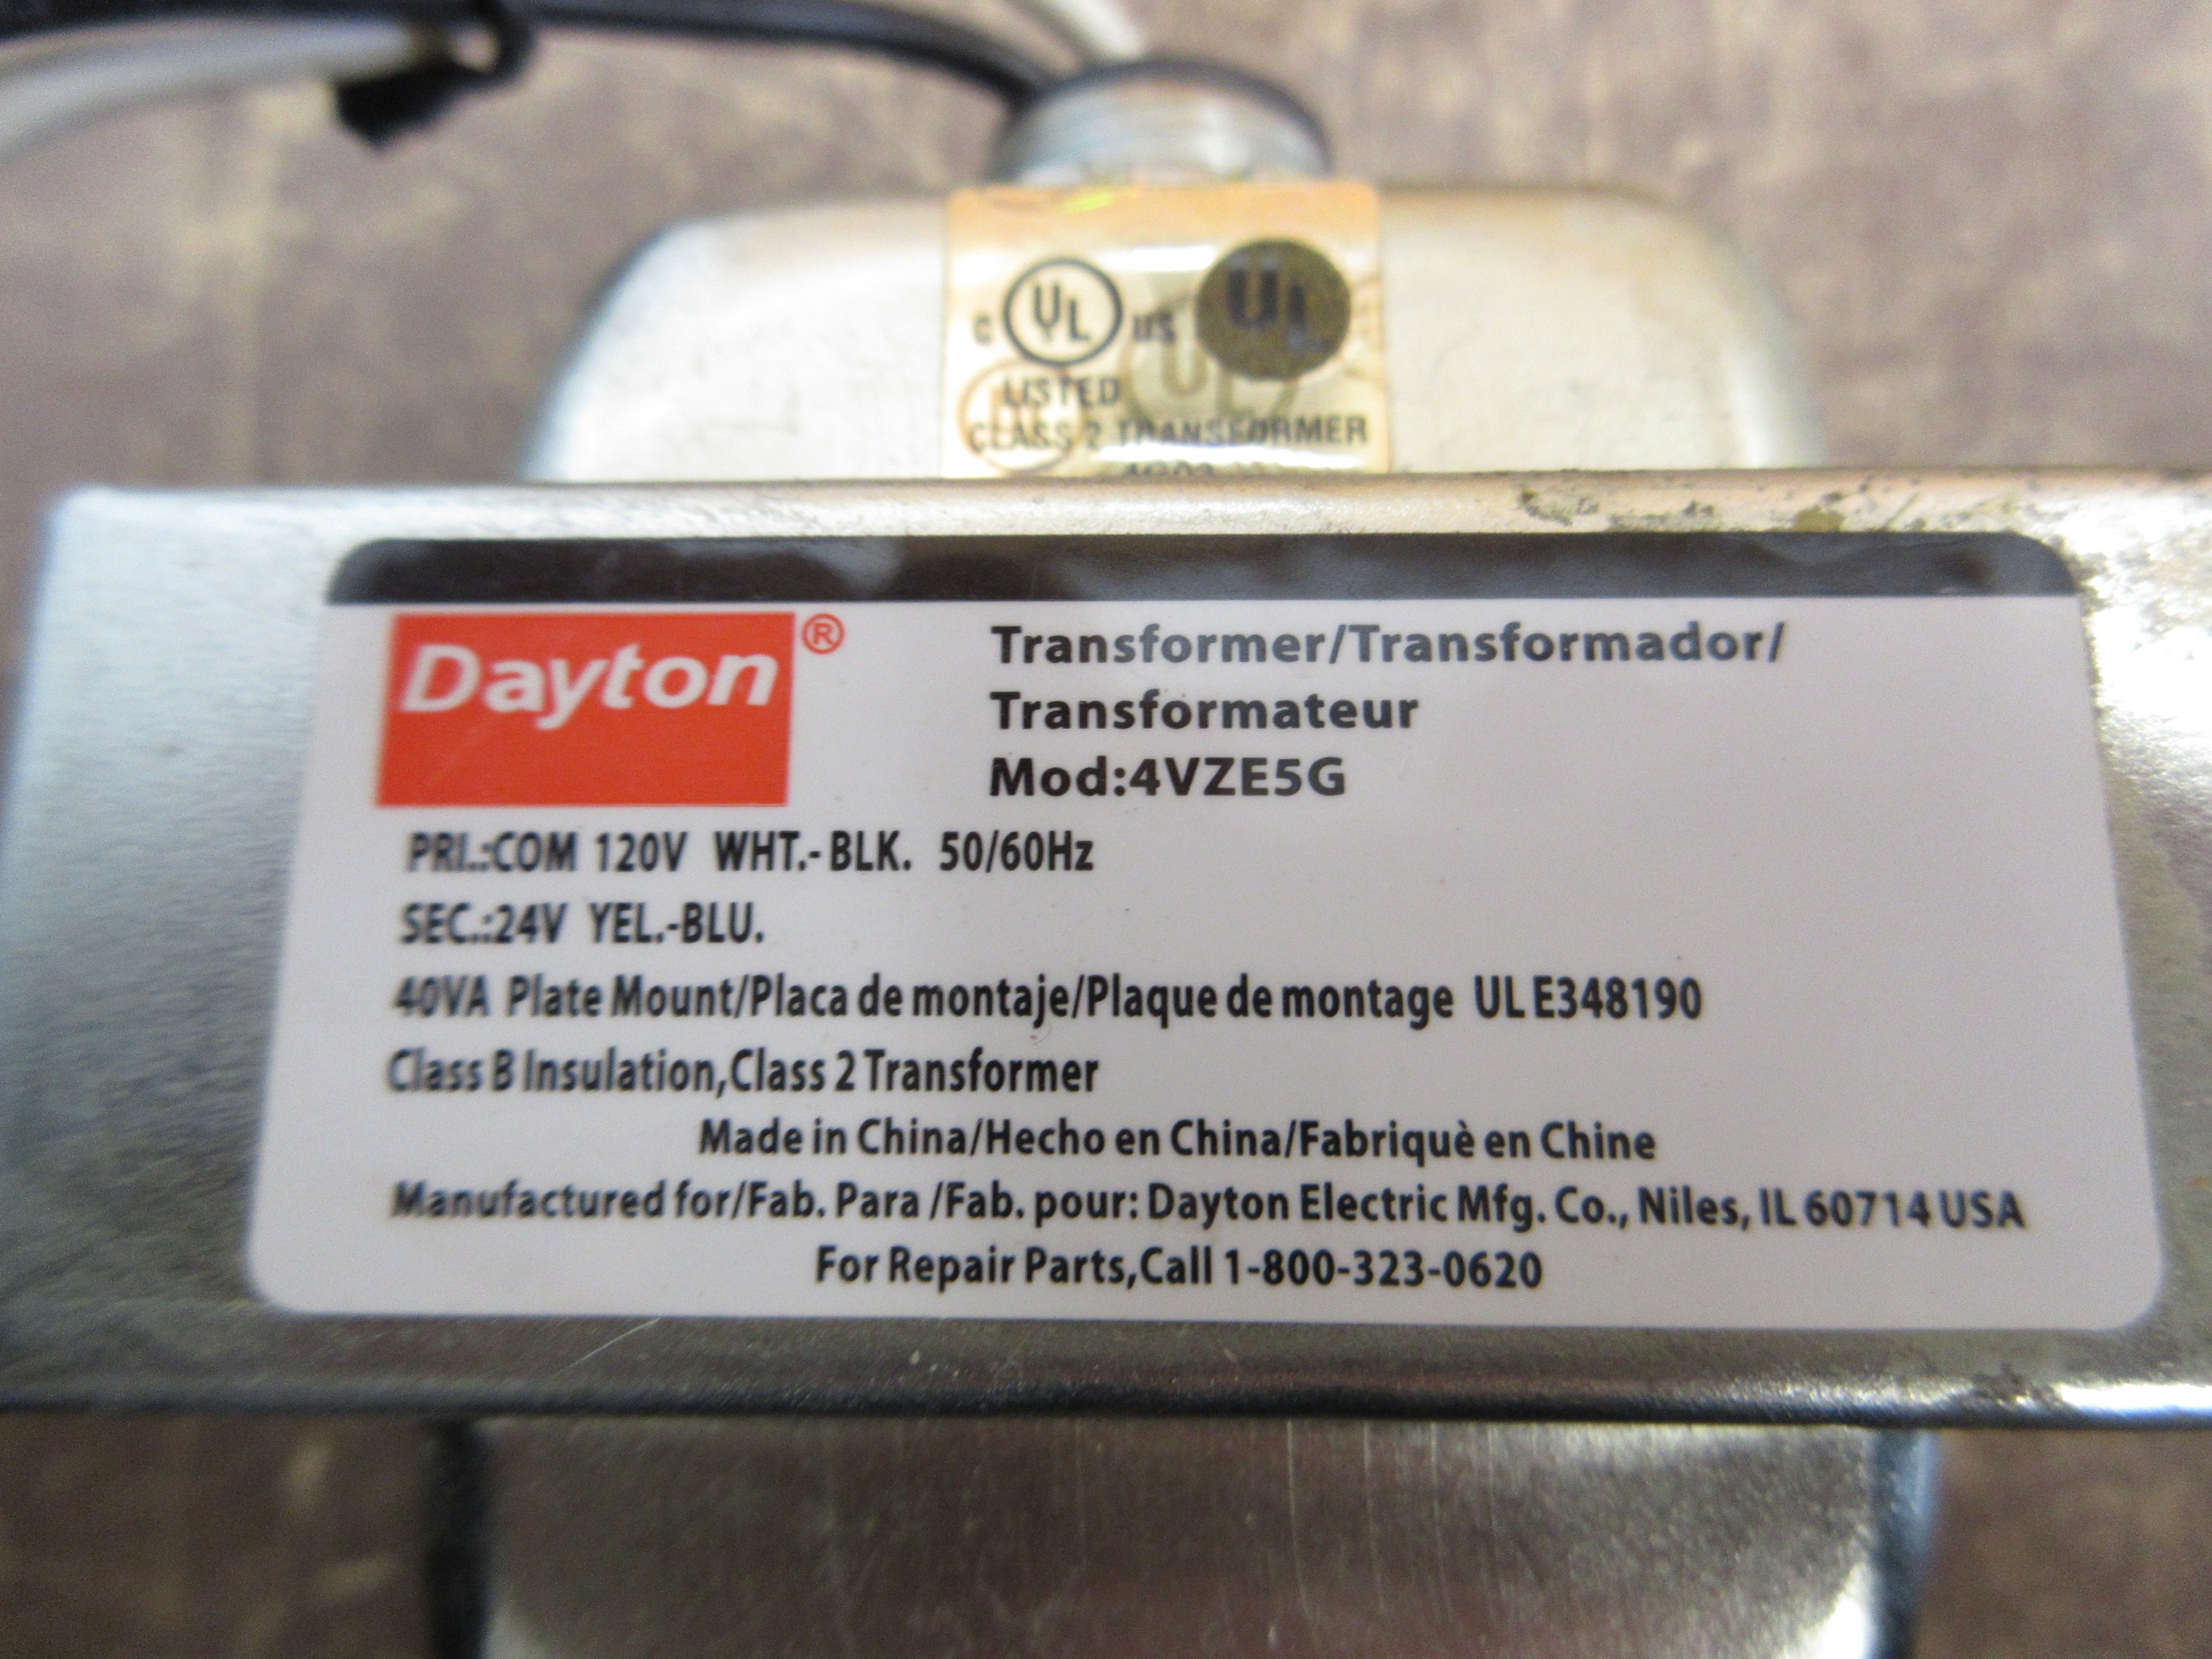 C UL US UL
LISTED
CLASS 2 TRANSFORMER
Dayton®
Transformer/Transformador/
Transformateur
Mod:4VZE5G
PRI.:COM 120V WHT.-BLK. 50/60Hz
SEC.:24V YEL.-BLU.
40VA Plate Mount/Placa de montaje/Plaque de montage UL E348190
Class B Insulation,Class 2 Transformer
Made in China/Hecho en China/Fabriquè en Chine
Manufactured for/Fab. Para /Fab. pour: Dayton Electric Mfg. Co., Niles, IL 60714 USA
For Repair Parts,Call 1-800-323-0620